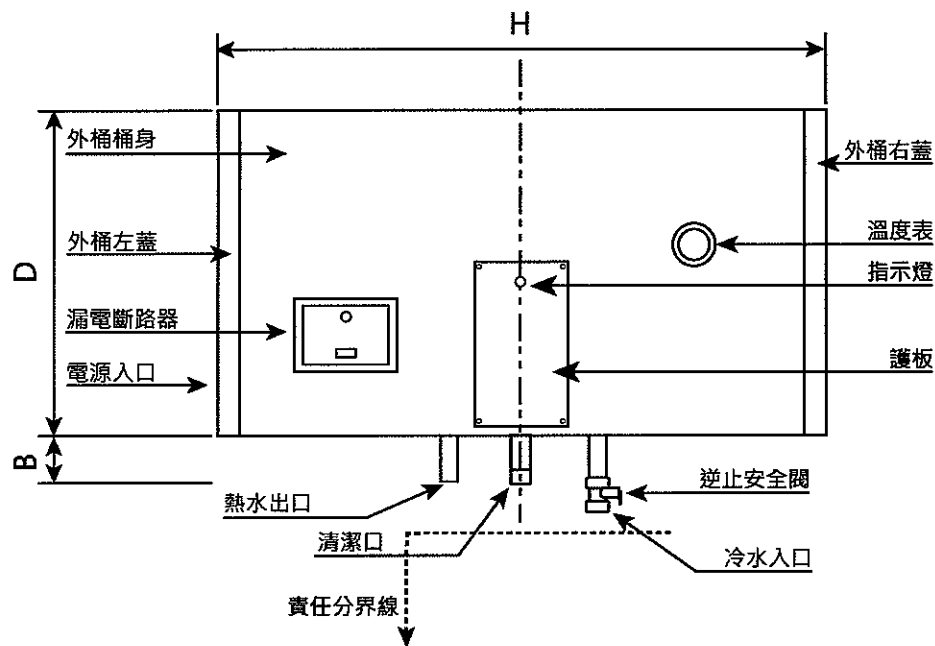 H
外桶桶身
外桶右蓋
外桶左蓋
溫度表
D
指示燈
漏電斷路器
護板
電源入口
B
熱水出口
逆止安全閥
清潔口
冷水入口
責任分界線